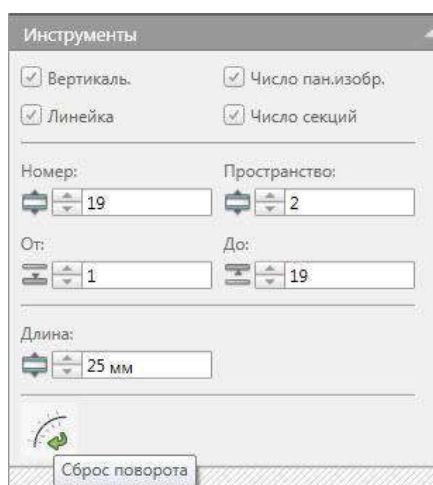 Инструменты
Вертикаль. Число пан.изобр.
Линейка Число секций
Номер: Пространство:
19 2
От: До:
1 19
Длина:
25 мм
Сброс поворота